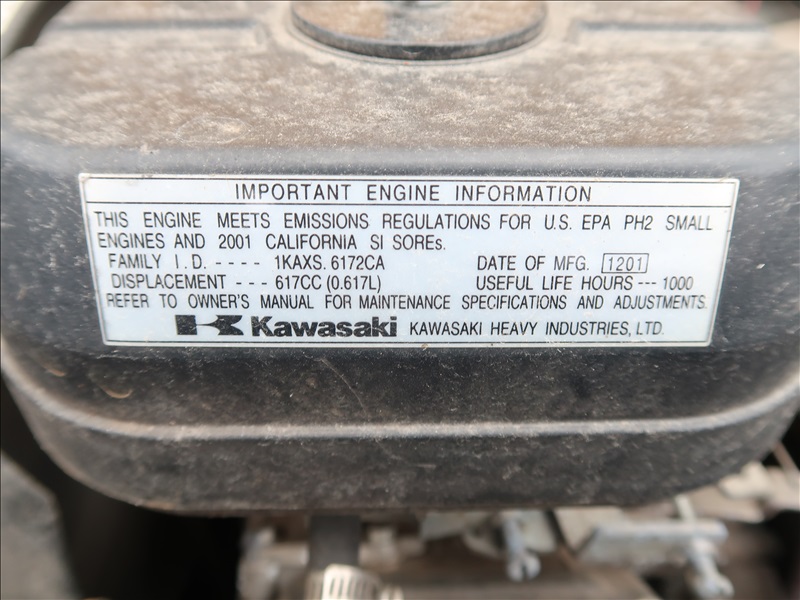 IMPORTANT ENGINE INFORMATION
THIS ENGINE MEETS EMISSIONS REGULATIONS FOR U.S. EPA PH2 SMALL
ENGINES AND 2001 CALIFORNIA SI SOREs.
FAMILY I.D. ---- 1KAXS. 6172CA DATE OF MFG. 1201
DISPLACEMENT --- 617CC (0.617L) USEFUL LIFE HOURS --- 1000
REFER TO OWNER'S MANUAL FOR MAINTENANCE SPECIFICATIONS AND ADJUSTMENTS.
Kawasaki KAWASAKI HEAVY INDUSTRIES, LTD.